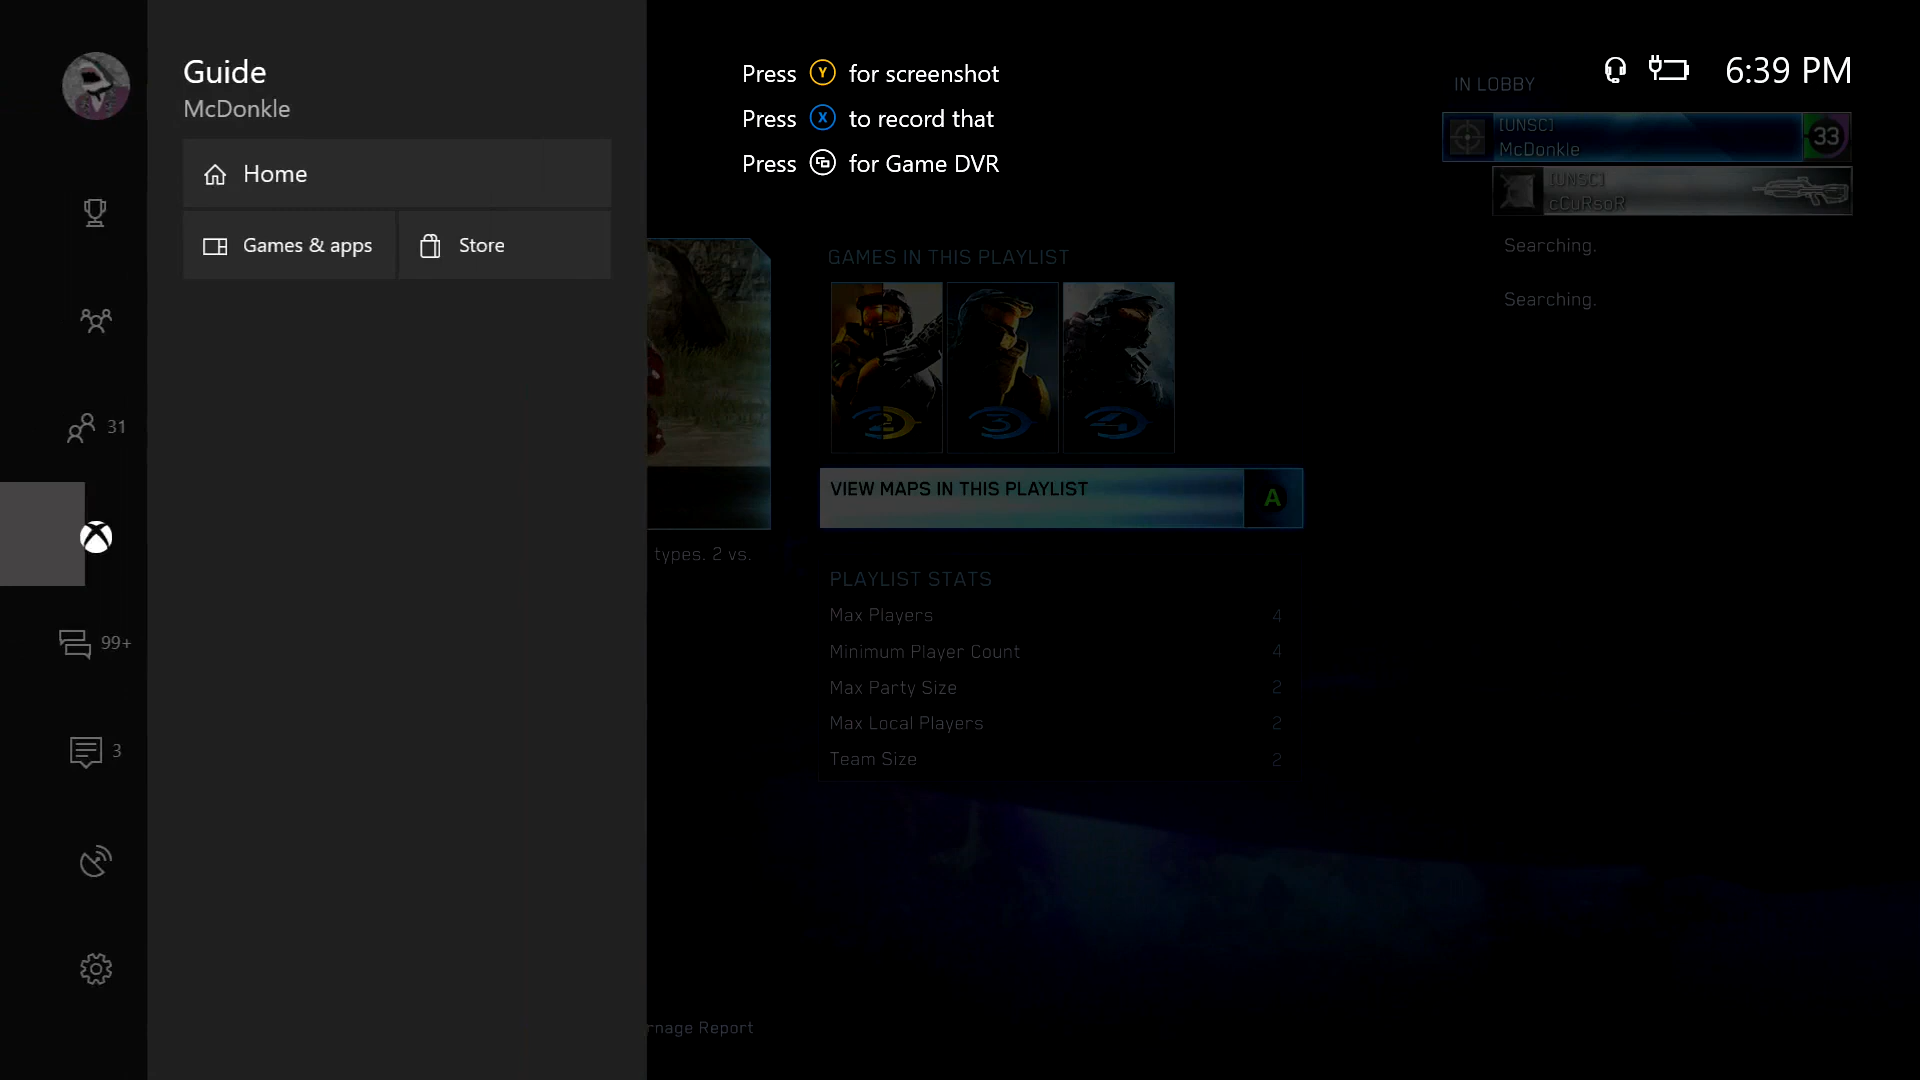 Guide
McDonkle
Home
Games & apps
Store
31
99+
3
Press Y for screenshot
Press X to record that
Press for Game DVR
6:39 PM
IN LOBBY
[UNSC]
McDonkle
33
[UNSC]
cCuRsoR
Searching.
Searching.
GAMES IN THIS PLAYLIST
2
3
4
VIEW MAPS IN THIS PLAYLIST
A
types. 2 vs.
PLAYLIST STATS
Max Players 4
Minimum Player Count 4
Max Party Size 2
Max Local Players 2
Team Size 2
rnage Report